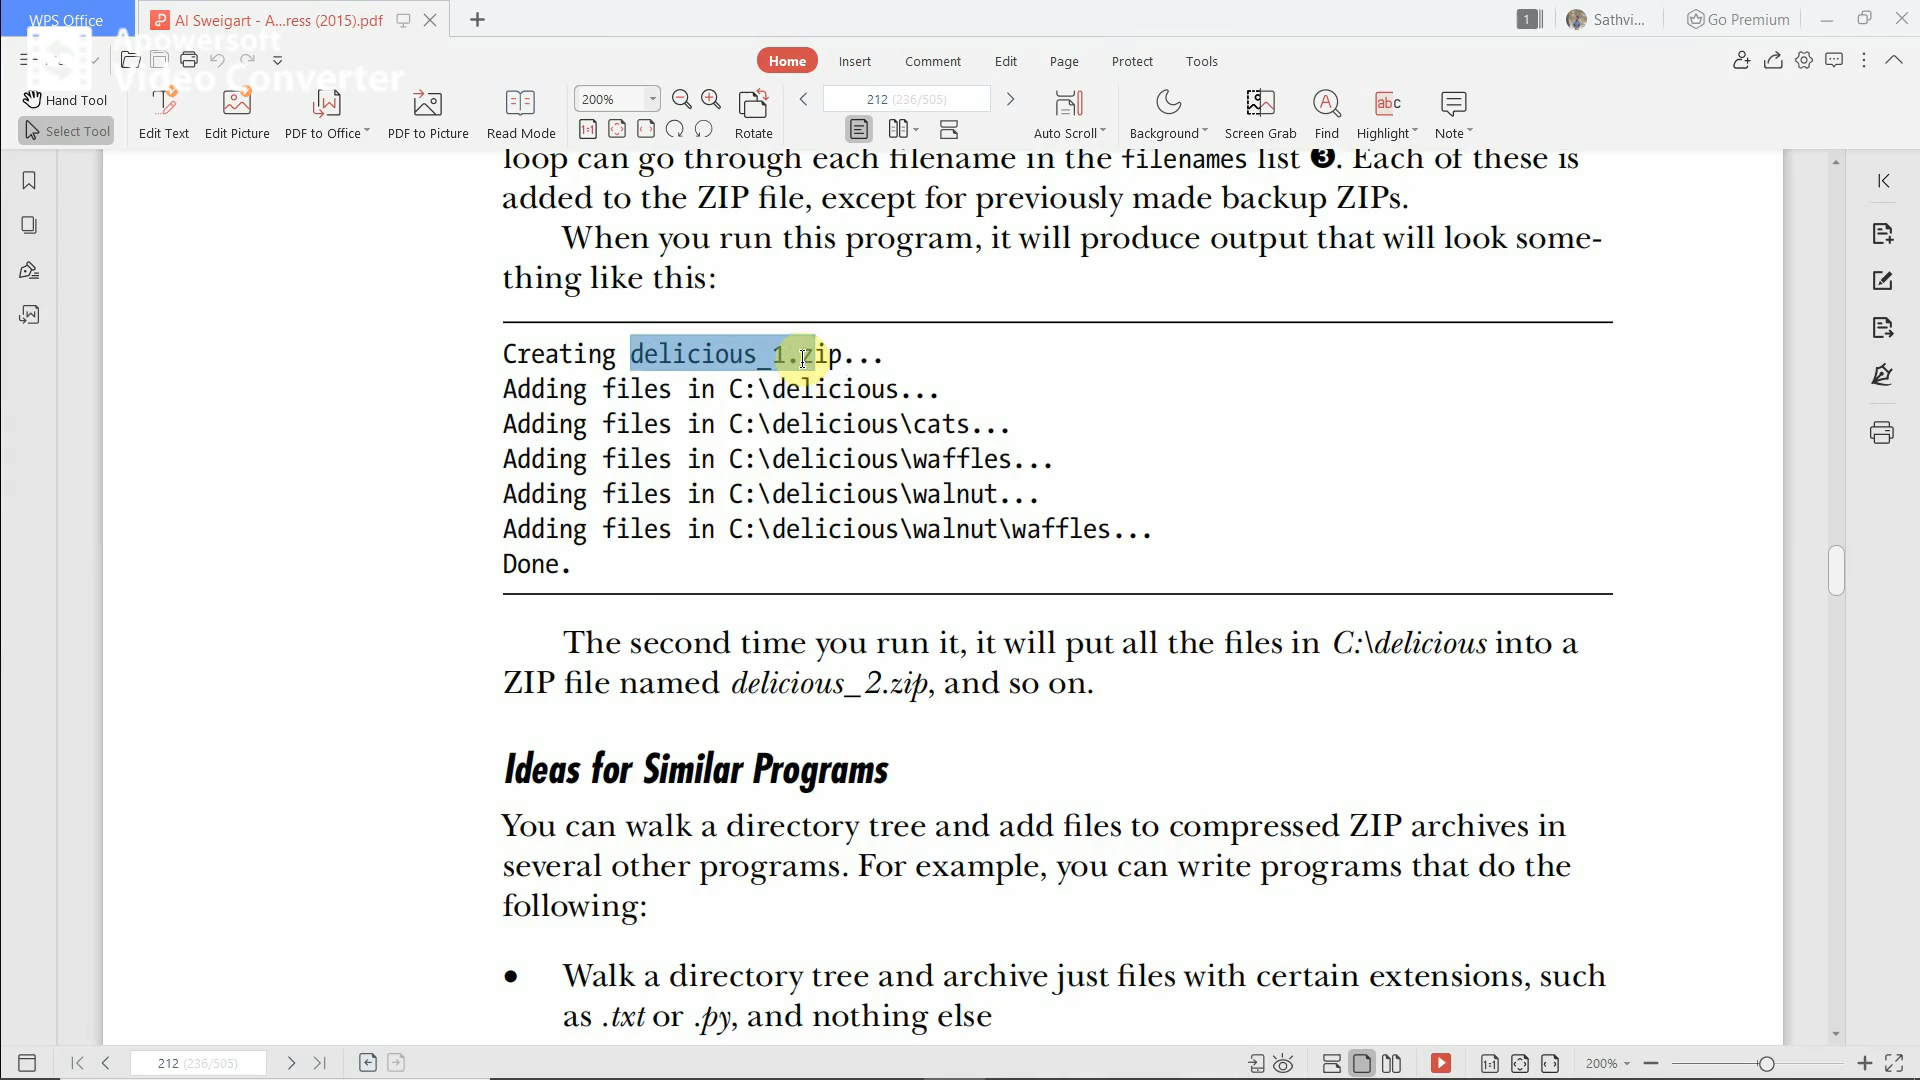 WPS Office
Al Sweigart - A...ress (2015).pdf
1
Sathvi...
Go Premium
Apowersoft
Video Converter
Home
Insert
Comment
Edit
Page
Protect
Tools
Hand Tool
Select Tool
Edit Text
Edit Picture
PDF to Office
PDF to Picture
Read Mode
200%
Rotate
212 (236/505)
Auto Scroll
Background
Screen Grab
Find
Highlight
Note
loop can go through each filename in the filenames list ❸. Each of these is
added to the ZIP file, except for previously made backup ZIPs.
When you run this program, it will produce output that will look some-
thing like this:
Creating delicious_1.zip...
Adding files in C:\delicious...
Adding files in C:\delicious\cats...
Adding files in C:\delicious\waffles...
Adding files in C:\delicious\walnut...
Adding files in C:\delicious\walnut\waffles...
Done.
The second time you run it, it will put all the files in C:\delicious into a
ZIP file named delicious_2.zip, and so on.
Ideas for Similar Programs
You can walk a directory tree and add files to compressed ZIP archives in
several other programs. For example, you can write programs that do the
following:
• Walk a directory tree and archive just files with certain extensions, such
as .txt or .py, and nothing else
212 (236/505)
200%